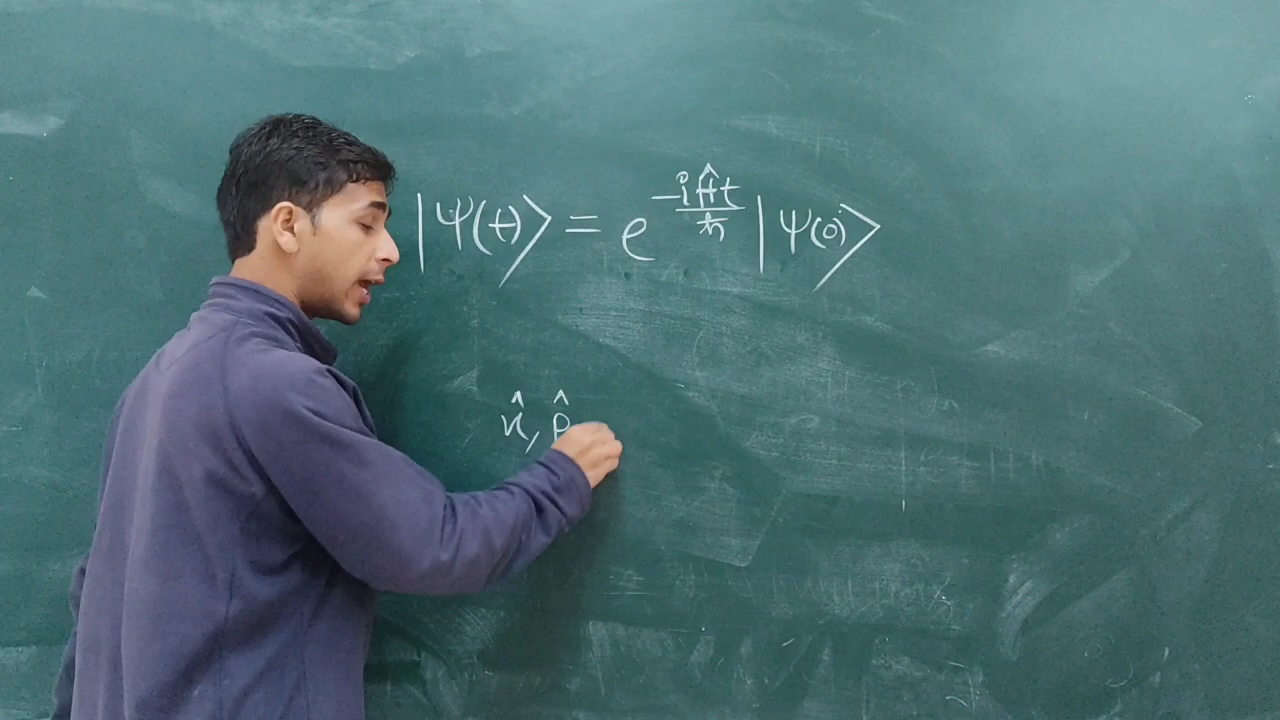 |ψ(t)⟩ = e^{-iĤt/ħ} |ψ(0)⟩
x̂, p̂